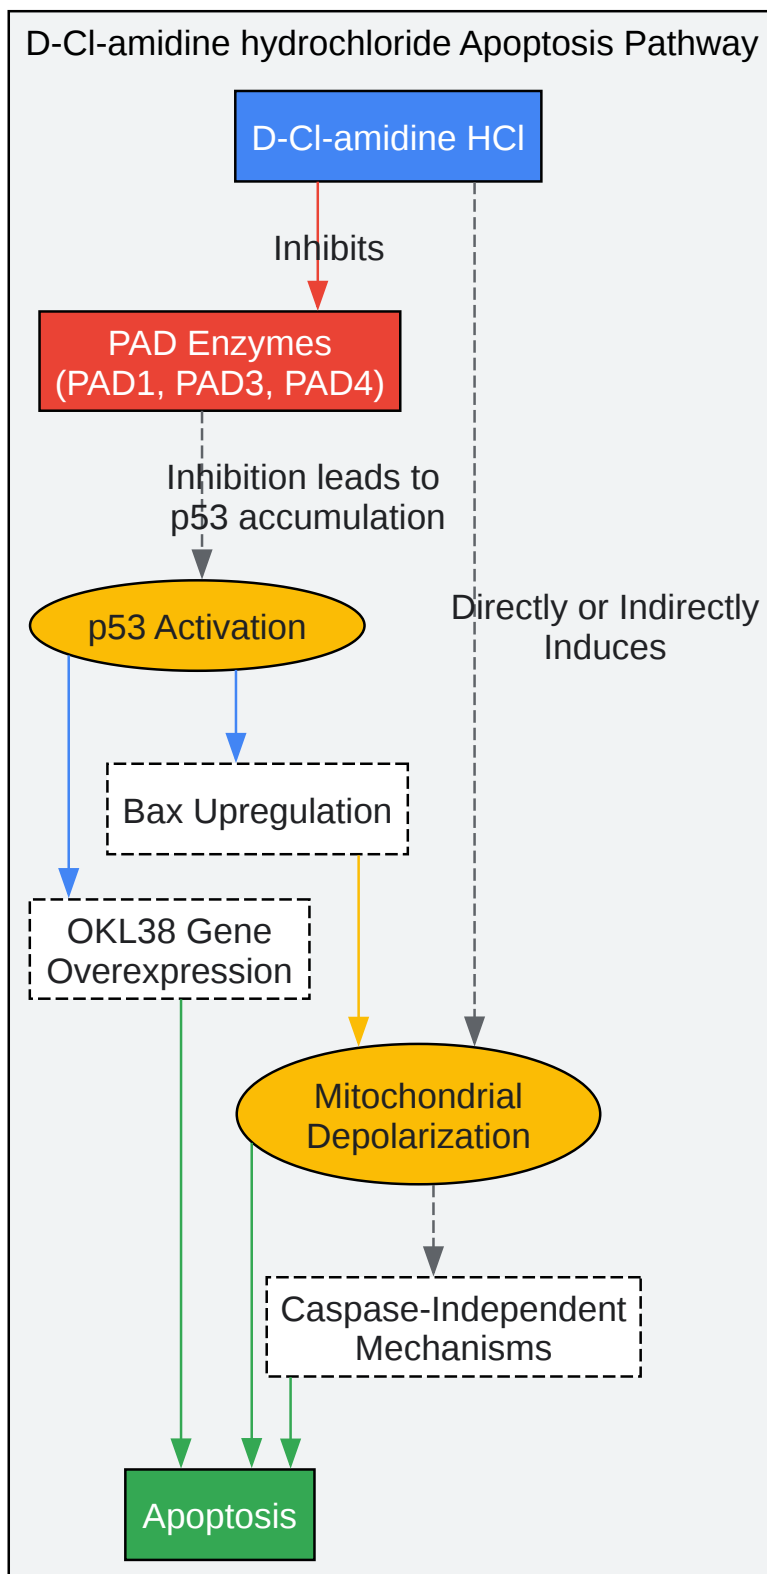 D-Cl-amidine hydrochloride Apoptosis Pathway
D-Cl-amidine HCl
Inhibits
PAD Enzymes
(PAD1, PAD3, PAD4)
Inhibition leads to
p53 accumulation
Directly or Indirectly
Induces
p53 Activation
Bax Upregulation
OKL38 Gene
Overexpression
Mitochondrial
Depolarization
Caspase-Independent
Mechanisms
Apoptosis